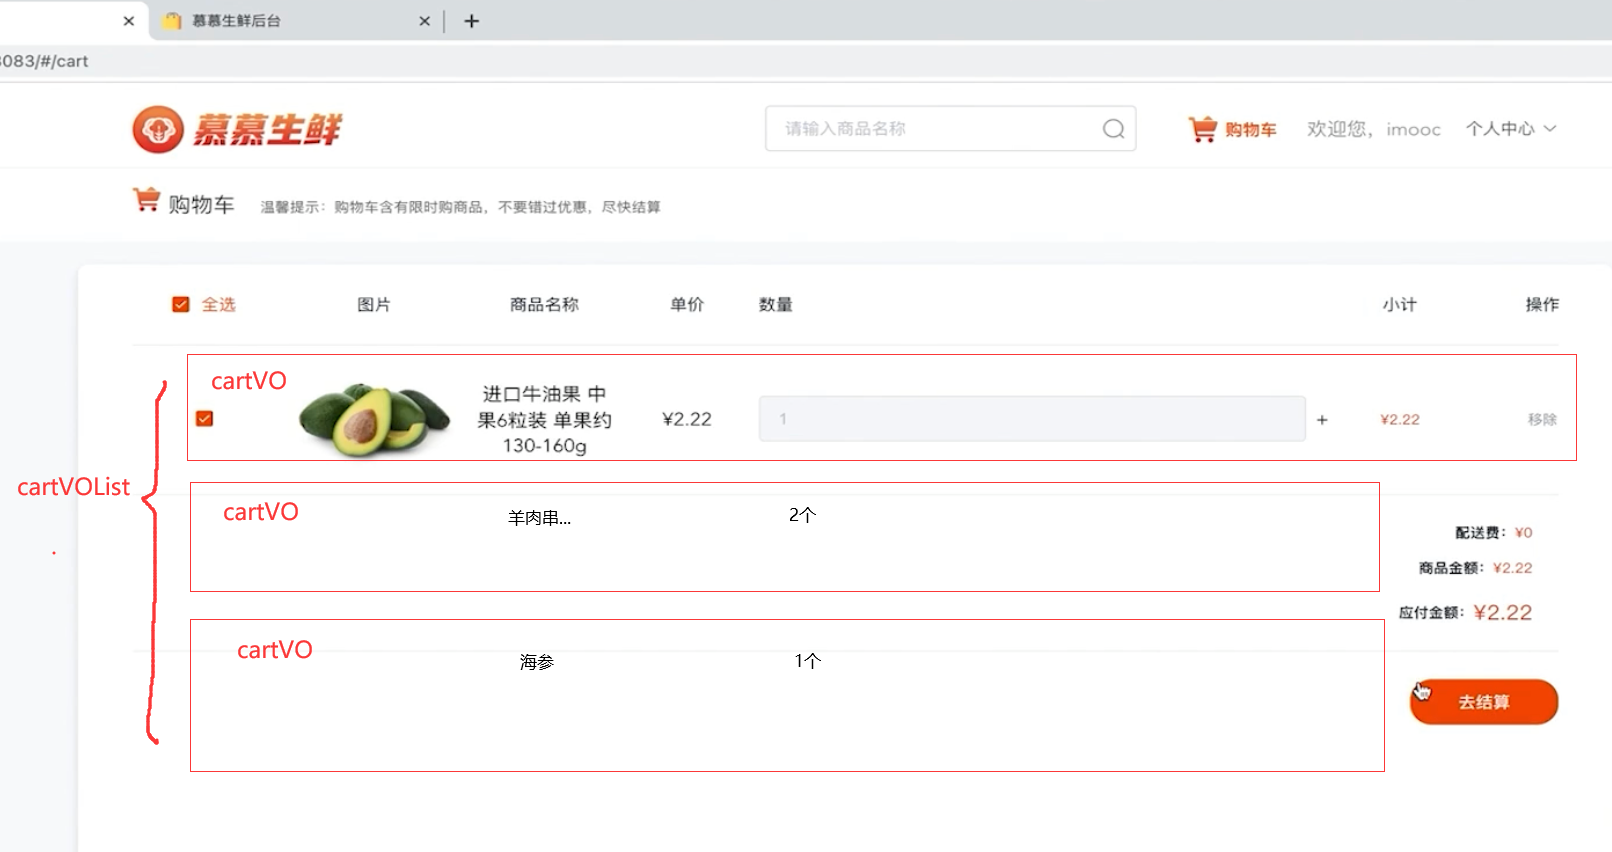 慕慕生鲜后台
3083/#/cart
慕慕生鲜
请输入商品名称
购物车
欢迎您，imooc
个人中心
购物车
温馨提示：购物车含有限时购商品，不要错过优惠，尽快结算
全选
图片
商品名称
单价
数量
小计
操作
cartVO
进口牛油果 中
果6粒装 单果约
130-160g
¥2.22
1
+
¥2.22
移除
cartVOList
cartVO
羊肉串...
2个
配送费：¥0
商品金额：¥2.22
应付金额：¥2.22
cartVO
海参
1个
去结算